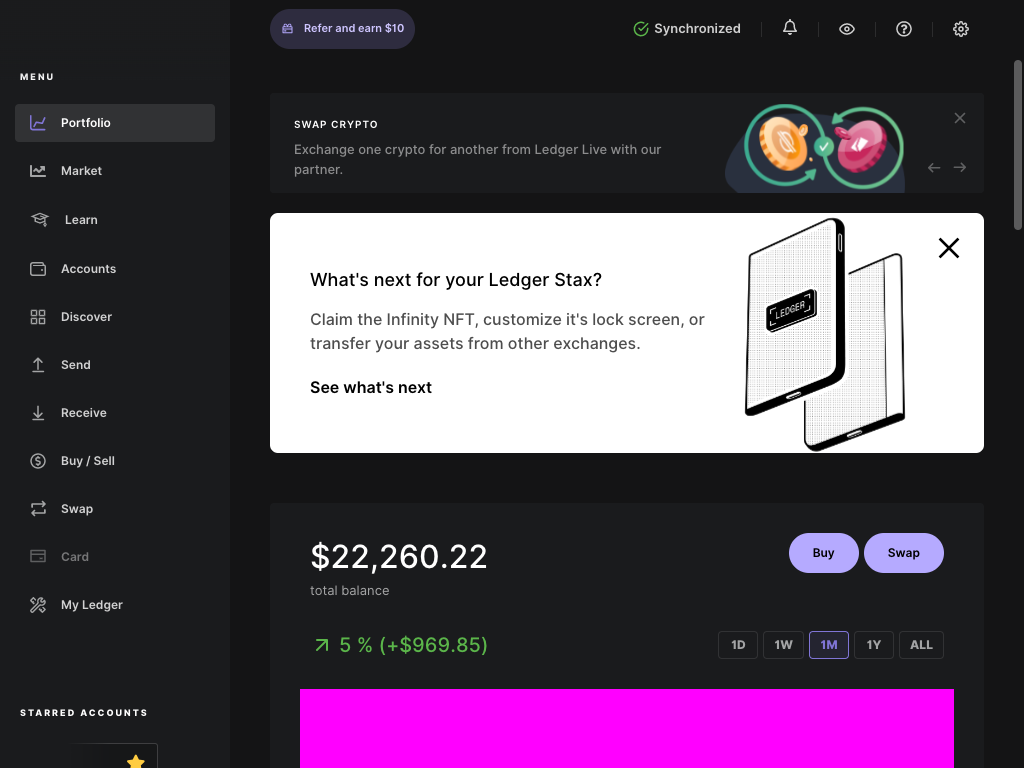 Refer and earn $10
Synchronized
MENU
Portfolio
Market
Learn
Accounts
Discover
Send
Receive
Buy / Sell
Swap
Card
My Ledger
STARRED ACCOUNTS
SWAP CRYPTO
Exchange one crypto for another from Ledger Live with our
partner.
What's next for your Ledger Stax?
Claim the Infinity NFT, customize it's lock screen, or
transfer your assets from other exchanges.
See what's next
LEDGER
$22,260.22
total balance
Buy
Swap
5 % (+$969.85)
1D
1W
1M
1Y
ALL